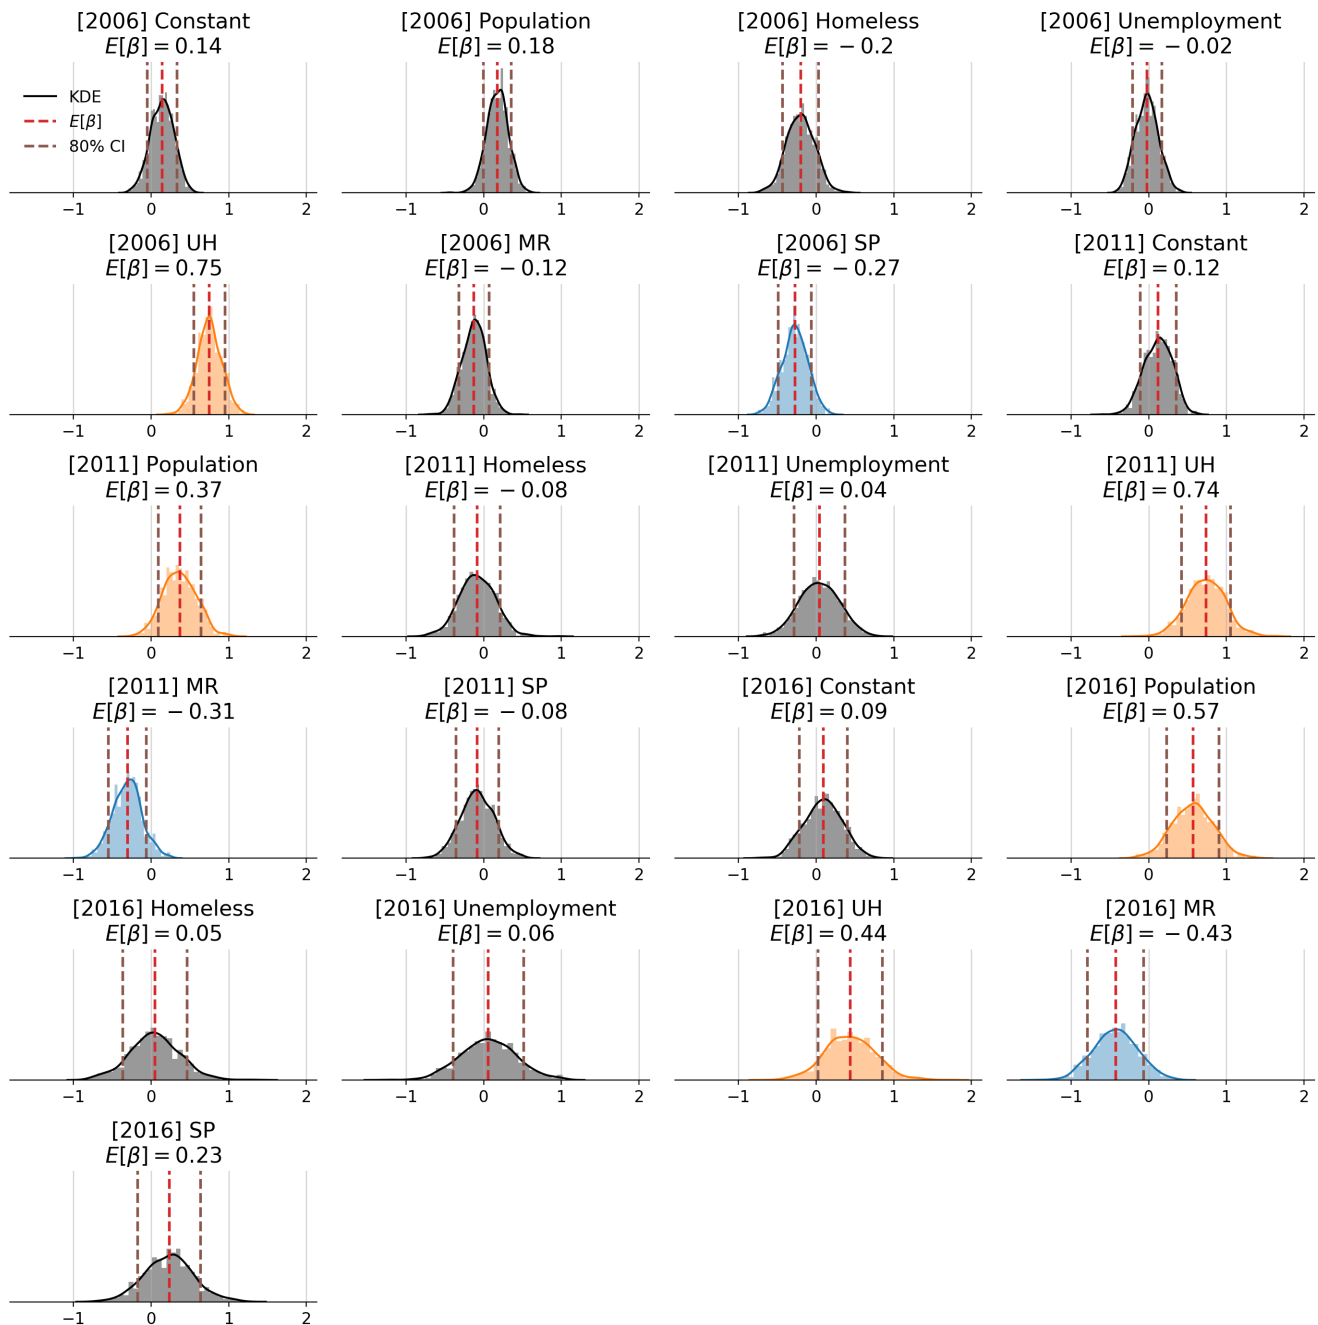 [2006] Constant
E[β] = 0.14
[2006] Population
E[β] = 0.18
[2006] Homeless
E[β] = −0.2
[2006] Unemployment
E[β] = −0.02
KDE
E[β]
80% CI
−1 0 1 2
−1 0 1 2
−1 0 1 2
−1 0 1 2
[2006] UH
E[β] = 0.75
[2006] MR
E[β] = −0.12
[2006] SP
E[β] = −0.27
[2011] Constant
E[β] = 0.12
−1 0 1 2
−1 0 1 2
−1 0 1 2
−1 0 1 2
[2011] Population
E[β] = 0.37
[2011] Homeless
E[β] = −0.08
[2011] Unemployment
E[β] = 0.04
[2011] UH
E[β] = 0.74
−1 0 1 2
−1 0 1 2
−1 0 1 2
−1 0 1 2
[2011] MR
E[β] = −0.31
[2011] SP
E[β] = −0.08
[2016] Constant
E[β] = 0.09
[2016] Population
E[β] = 0.57
−1 0 1 2
−1 0 1 2
−1 0 1 2
−1 0 1 2
[2016] Homeless
E[β] = 0.05
[2016] Unemployment
E[β] = 0.06
[2016] UH
E[β] = 0.44
[2016] MR
E[β] = −0.43
−1 0 1 2
−1 0 1 2
−1 0 1 2
−1 0 1 2
[2016] SP
E[β] = 0.23
−1 0 1 2